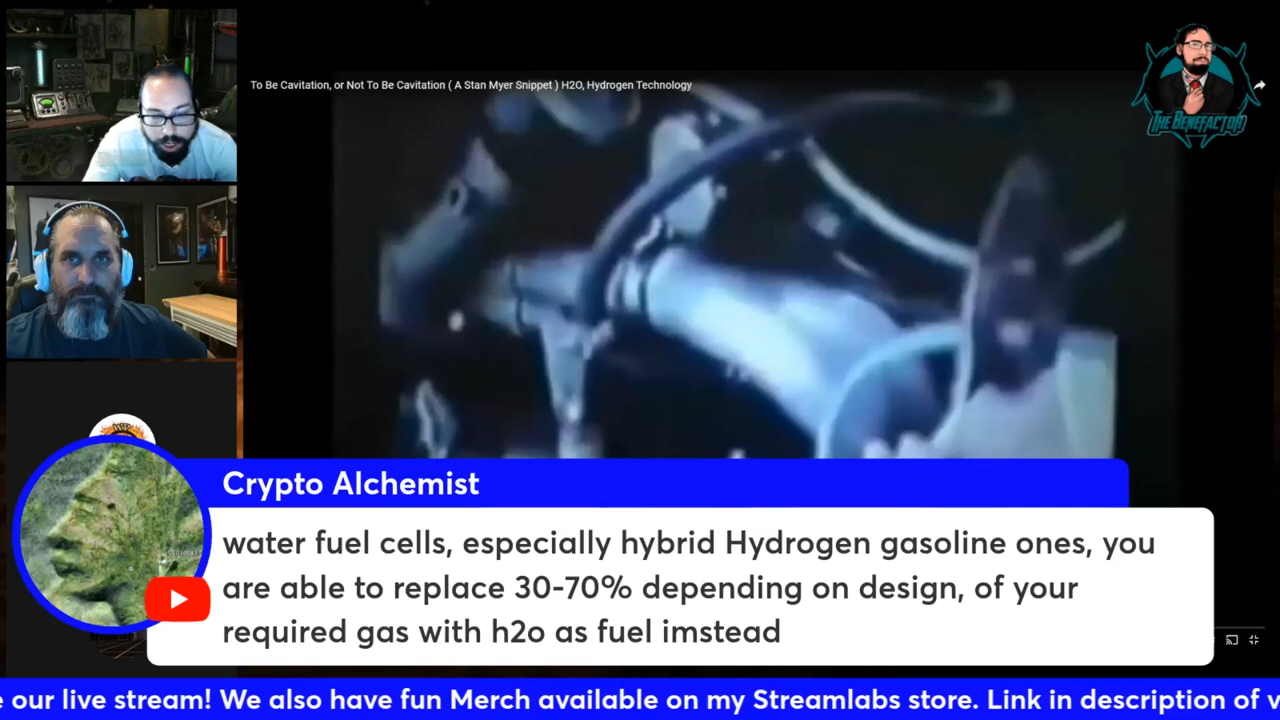 To Be Cavitation, or Not To Be Cavitation ( A Stan Myer Snippet ) H2O, Hydrogen Technology
THE BENEFACTOR
Crypto Alchemist
water fuel cells, especially hybrid Hydrogen gasoline ones, you
are able to replace 30-70% depending on design, of your
required gas with h2o as fuel imstead
e our live stream! We also have fun Merch available on my Streamlabs store. Link in description of v